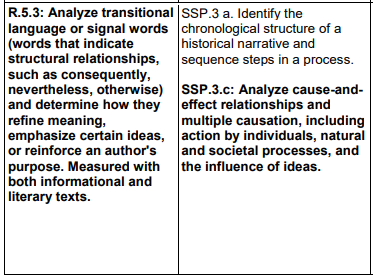 R.5.3: Analyze transitional
language or signal words
(words that indicate
structural relationships,
such as consequently,
nevertheless, otherwise)
and determine how they
refine meaning,
emphasize certain ideas,
or reinforce an author's
purpose. Measured with
both informational and
literary texts.
SSP.3 a. Identify the
chronological structure of a
historical narrative and
sequence steps in a process.
SSP.3.c: Analyze cause-and-
effect relationships and
multiple causation, including
action by individuals, natural
and societal processes, and
the influence of ideas.